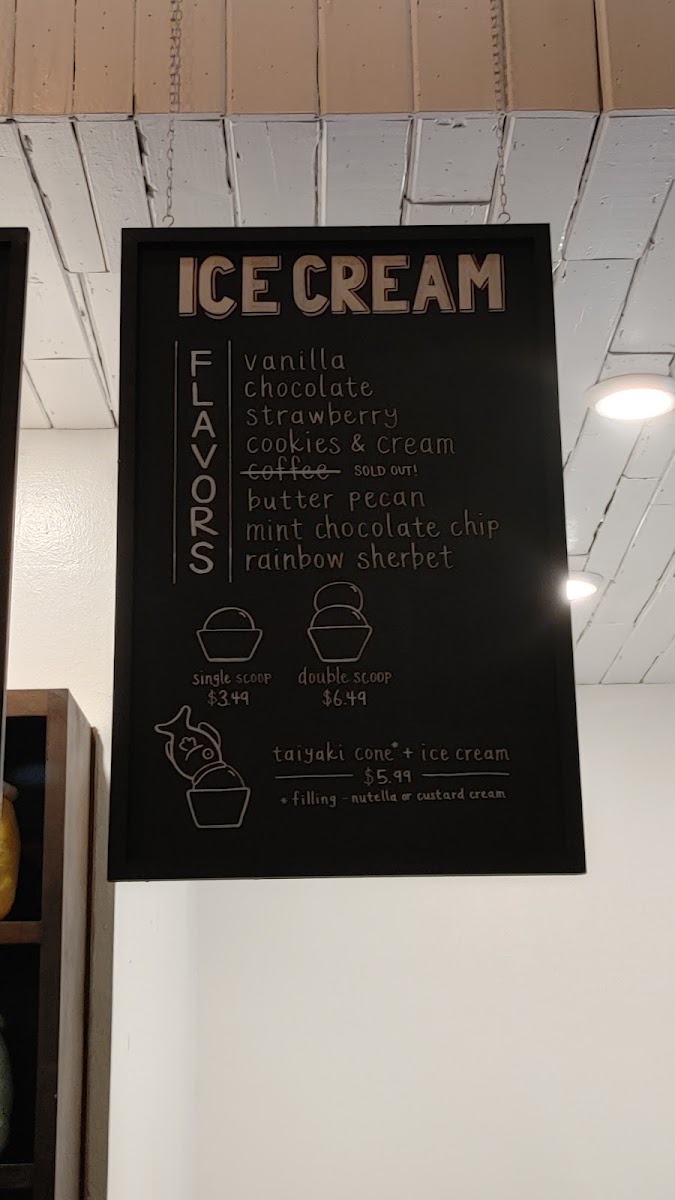 ICE CREAM
FLAVORS
vanilla
chocolate
strawberry
cookies & cream
coffee SOLD OUT!
butter pecan
mint chocolate chip
rainbow sherbet
single scoop double scoop
$3.49 $6.49
taiyaki cone* + ice cream
$5.99
* filling - nutella or custard cream